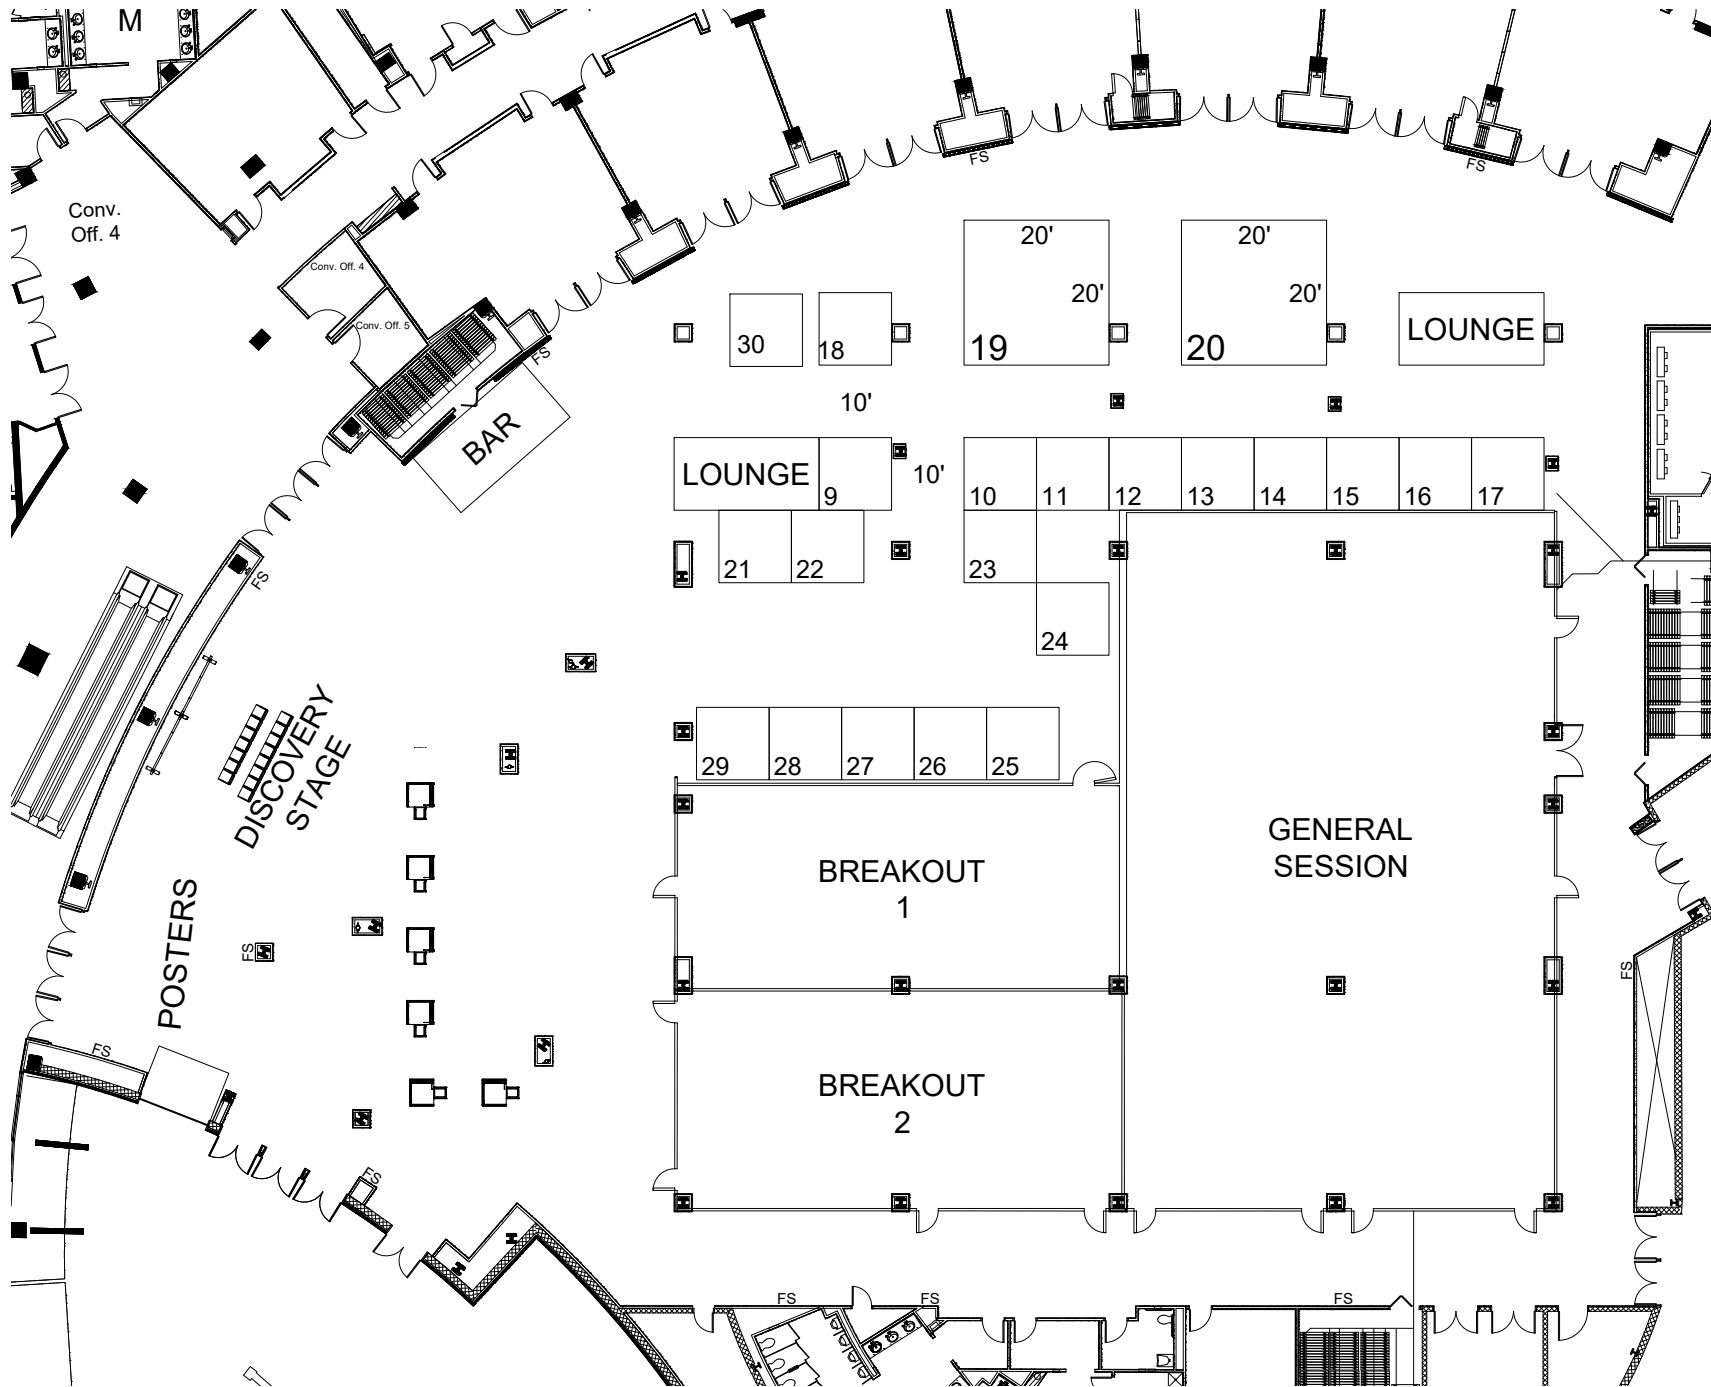 M
FS
FS
Conv.
Off. 4
Conv. Off. 4
Conv. Off. 5
FS
20'
20'
20'
20'
30
18
19
20
LOUNGE
10'
BAR
LOUNGE
9
10'
10
11
12
13
14
15
16
17
21
22
23
FS
24
DISCOVERY
STAGE
29
28
27
26
25
GENERAL
SESSION
BREAKOUT
1
POSTERS
FS
FS
FS
BREAKOUT
2
FS
FS
FS
FS